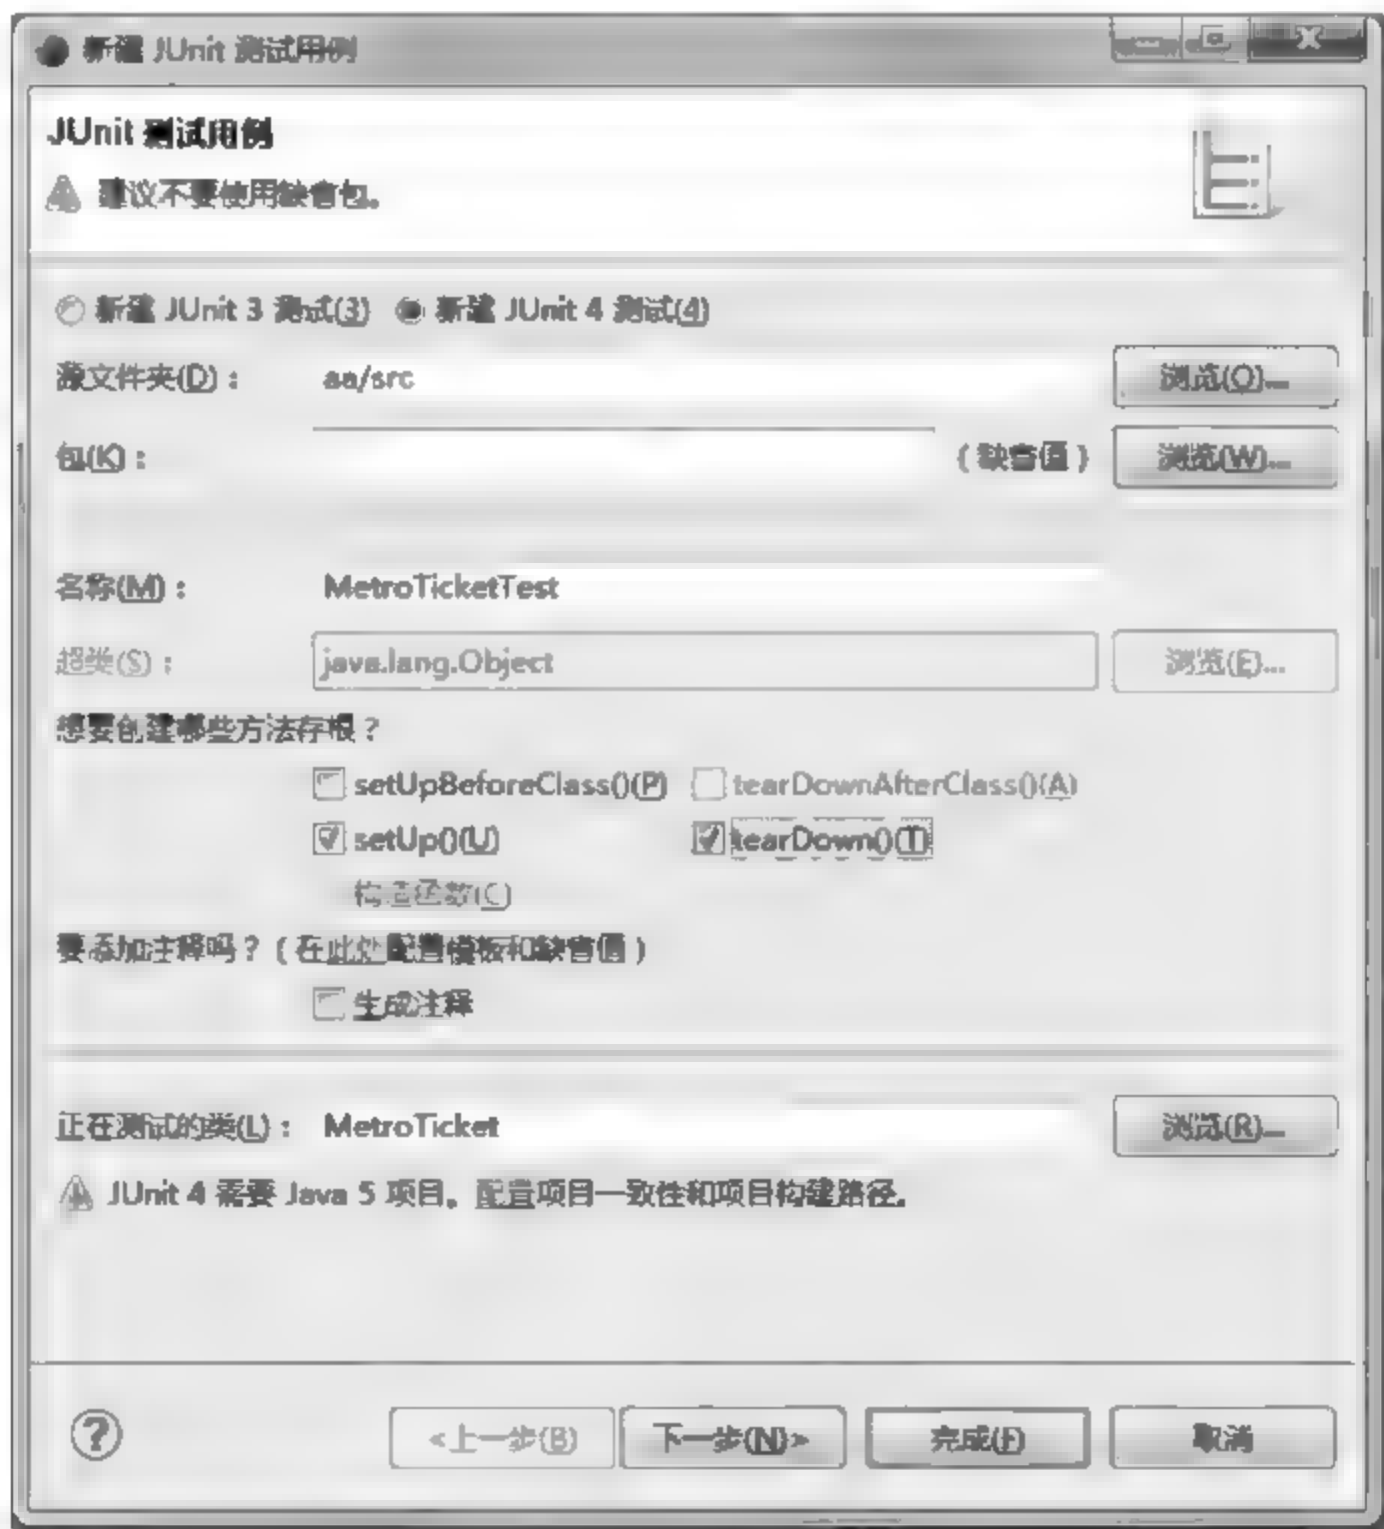 新建 JUnit 测试用例
JUnit 测试用例
建议不要使用缺省包。
新建 JUnit 3 测试(3) 新建 JUnit 4 测试(4)
源文件夹(D)： aa/src 浏览(O)...
包(K)： （缺省值） 浏览(W)...
名称(M)： MetroTicketTest
超类(S)： java.lang.Object 浏览(E)...
想要创建哪些方法存根？
setUpBeforeClass()(P) tearDownAfterClass()(A)
setUp()(U) tearDown()(T)
构造函数(C)
要添加注释吗？（在此处配置模板和缺省值）
生成注释
正在测试的类(L)： MetroTicket 浏览(R)...
JUnit 4 需要 Java 5 项目。配置项目一致性和项目构建路径。
? <上一步(B) 下一步(N)> 完成(F) 取消